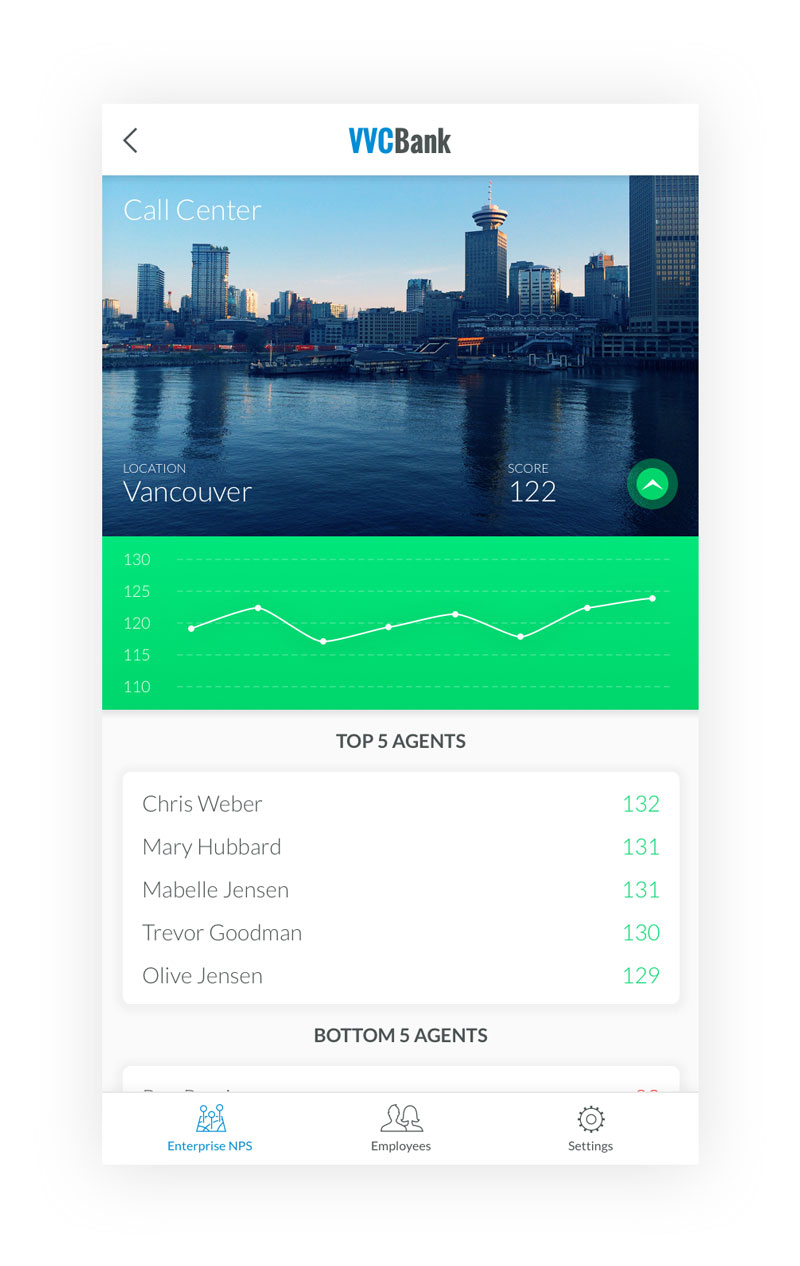 VVCBank
Call Center
LOCATION
Vancouver
SCORE
122
130
125
120
115
110
TOP 5 AGENTS
Chris Weber 132
Mary Hubbard 131
Mabelle Jensen 131
Trevor Goodman 130
Olive Jensen 129
BOTTOM 5 AGENTS
Enterprise NPS
Employees
Settings